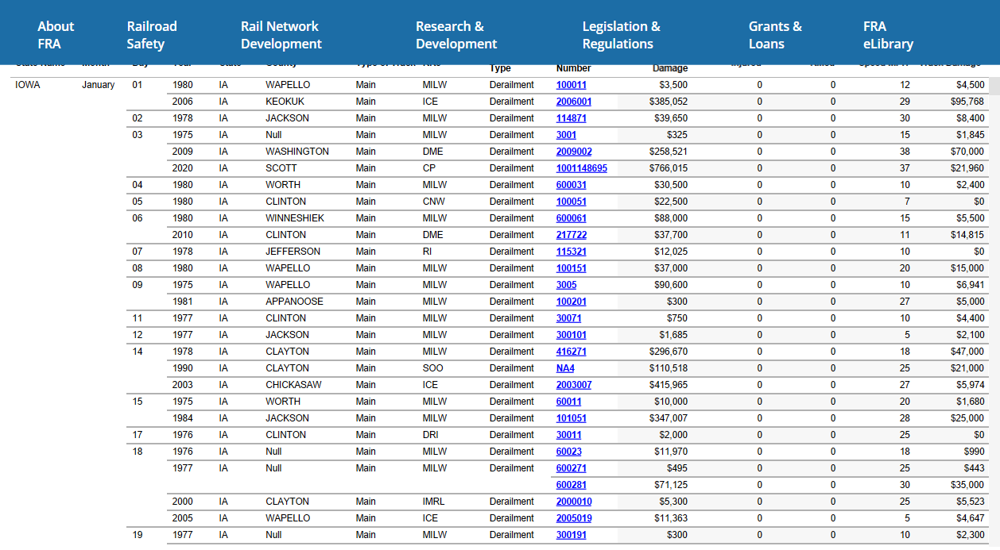 About FRA Railroad Safety Rail Network Development Research & Development Legislation & Regulations Grants & Loans FRA eLibrary
Type Number Damage
IOWA January 01 1980 IA WAPELLO Main MILW Derailment 100011 $3,500 0 0 12 $4,500
2006 IA KEOKUK Main ICE Derailment 2006001 $385,052 0 0 29 $95,768
02 1978 IA JACKSON Main MILW Derailment 114871 $39,650 0 0 30 $8,400
03 1975 IA Null Main MILW Derailment 3001 $325 0 0 15 $1,845
2009 IA WASHINGTON Main DME Derailment 2009002 $258,521 0 0 38 $70,000
2020 IA SCOTT Main CP Derailment 1001148695 $766,015 0 0 37 $21,960
04 1980 IA WORTH Main MILW Derailment 600031 $30,500 0 0 10 $2,400
05 1980 IA CLINTON Main CNW Derailment 100051 $22,500 0 0 7 $0
06 1980 IA WINNESHIEK Main MILW Derailment 600061 $88,000 0 0 15 $5,500
2010 IA CLINTON Main DME Derailment 217722 $37,700 0 0 11 $14,815
07 1978 IA JEFFERSON Main RI Derailment 115321 $12,025 0 0 10 $0
08 1980 IA WAPELLO Main MILW Derailment 100151 $37,000 0 0 20 $15,000
09 1975 IA WAPELLO Main MILW Derailment 3005 $90,600 0 0 10 $6,941
1981 IA APPANOOSE Main MILW Derailment 100201 $300 0 0 27 $5,000
11 1977 IA CLINTON Main MILW Derailment 30071 $750 0 0 10 $4,400
12 1977 IA JACKSON Main MILW Derailment 300101 $1,685 0 0 5 $2,100
14 1978 IA CLAYTON Main MILW Derailment 416271 $296,670 0 0 18 $47,000
1990 IA CLAYTON Main SOO Derailment NA4 $110,518 0 0 25 $21,000
2003 IA CHICKASAW Main ICE Derailment 2003007 $415,965 0 0 27 $5,974
15 1975 IA WORTH Main MILW Derailment 60011 $10,000 0 0 20 $1,680
1984 IA JACKSON Main MILW Derailment 101051 $347,007 0 0 28 $25,000
17 1976 IA CLINTON Main DRI Derailment 30011 $2,000 0 0 25 $0
18 1976 IA Null Main MILW Derailment 60023 $11,970 0 0 18 $990
1977 IA Null Main MILW Derailment 600271 $495 0 0 25 $443
600281 $71,125 0 0 30 $35,000
2000 IA CLAYTON Main IMRL Derailment 2000010 $5,300 0 0 25 $5,523
2005 IA WAPELLO Main ICE Derailment 2005019 $11,363 0 0 5 $4,647
19 1977 IA Null Main MILW Derailment 300191 $300 0 0 10 $2,300